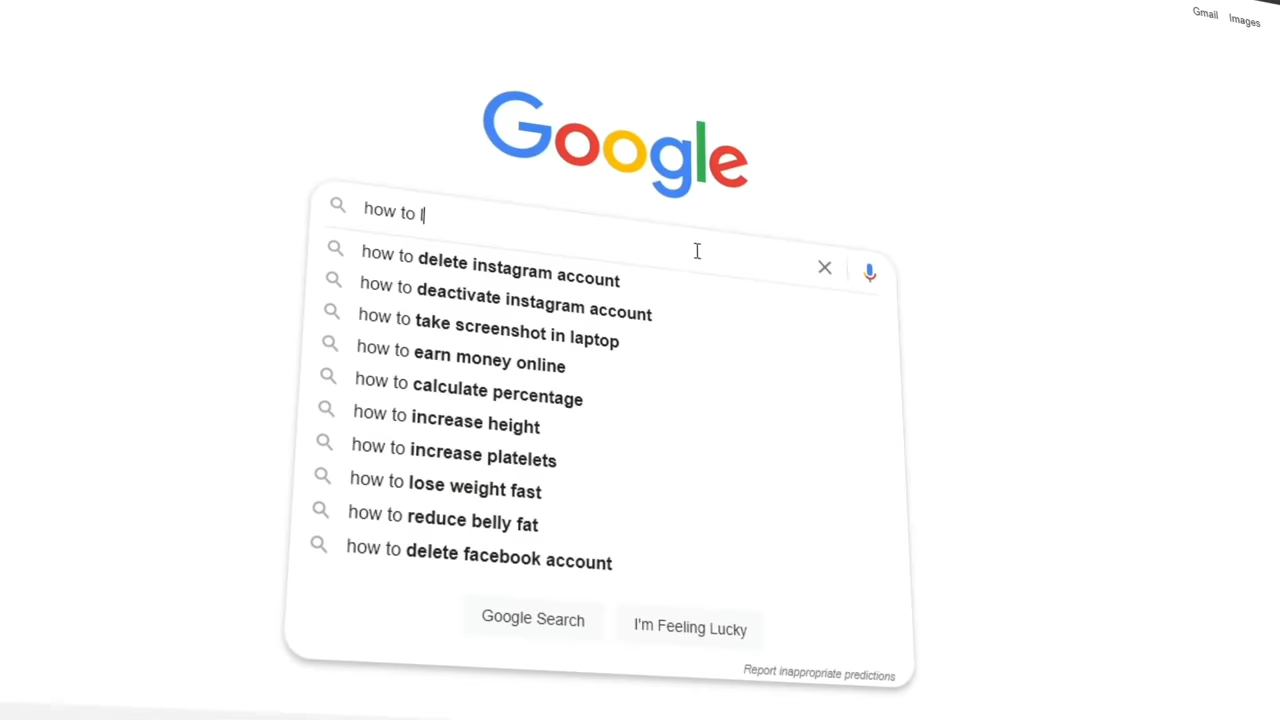 Gmail Images
Google
how to l
how to delete instagram account
how to deactivate instagram account
how to take screenshot in laptop
how to earn money online
how to calculate percentage
how to increase height
how to increase platelets
how to lose weight fast
how to reduce belly fat
how to delete facebook account
Google Search I'm Feeling Lucky
Report inappropriate predictions